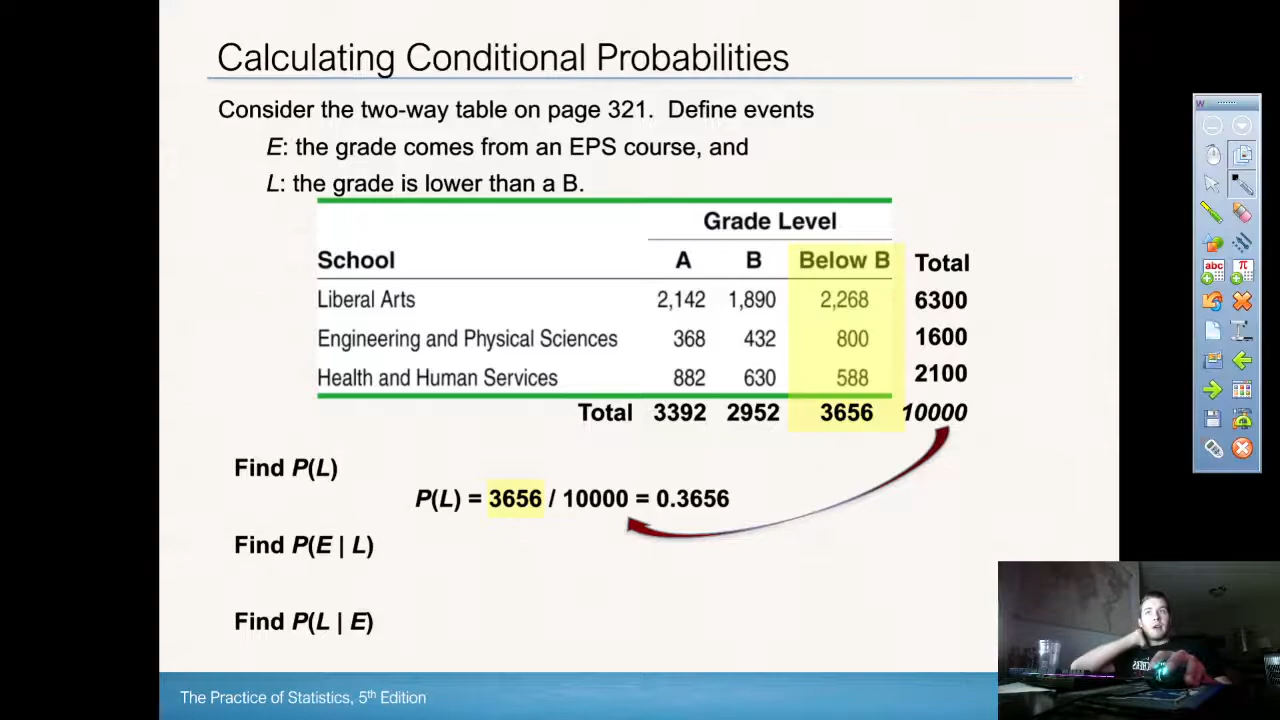 Calculating Conditional Probabilities
Consider the two-way table on page 321. Define events
E: the grade comes from an EPS course, and
L: the grade is lower than a B.
Grade Level
School A B Below B Total
Liberal Arts 2,142 1,890 2,268 6300
Engineering and Physical Sciences 368 432 800 1600
Health and Human Services 882 630 588 2100
Total 3392 2952 3656 10000
Find P(L)
P(L) = 3656 / 10000 = 0.3656
Find P(E | L)
Find P(L | E)
The Practice of Statistics, 5th Edition
W
abc
π